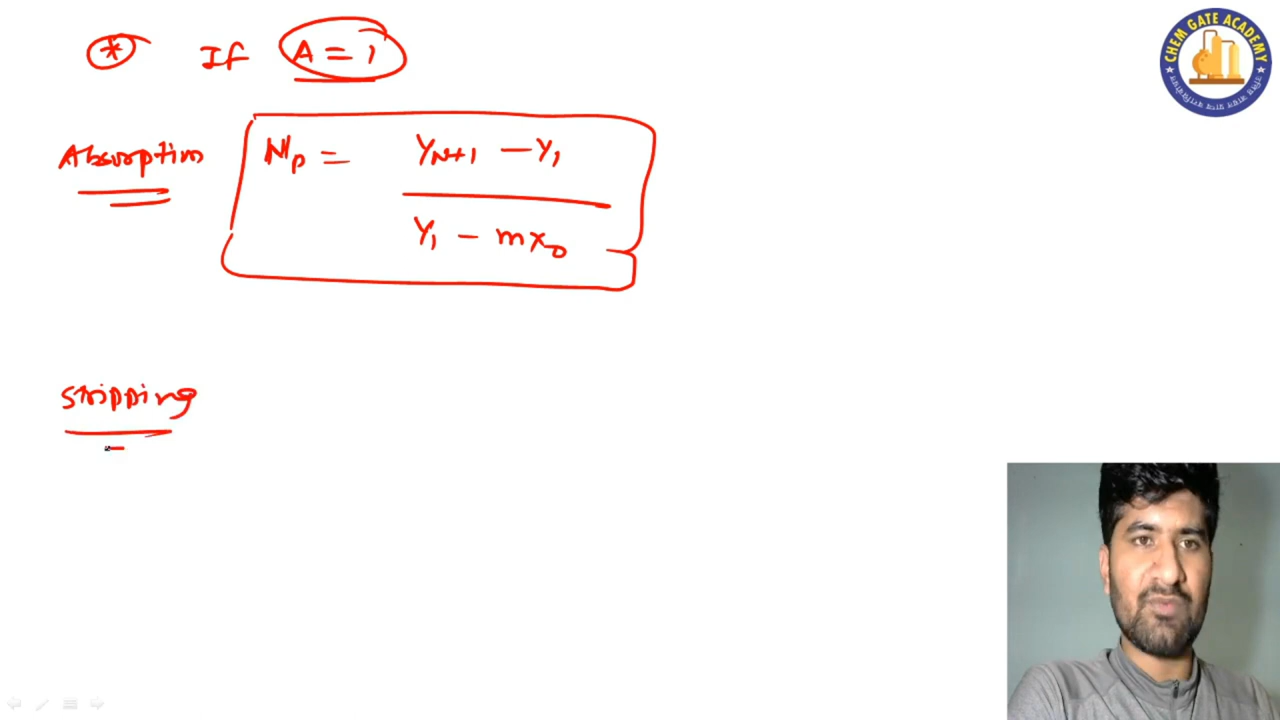 * If A = 1
Absorption Np = YN+1 - Y1
Y1 - mX0
Stripping
CHEM GATE ACADEMY